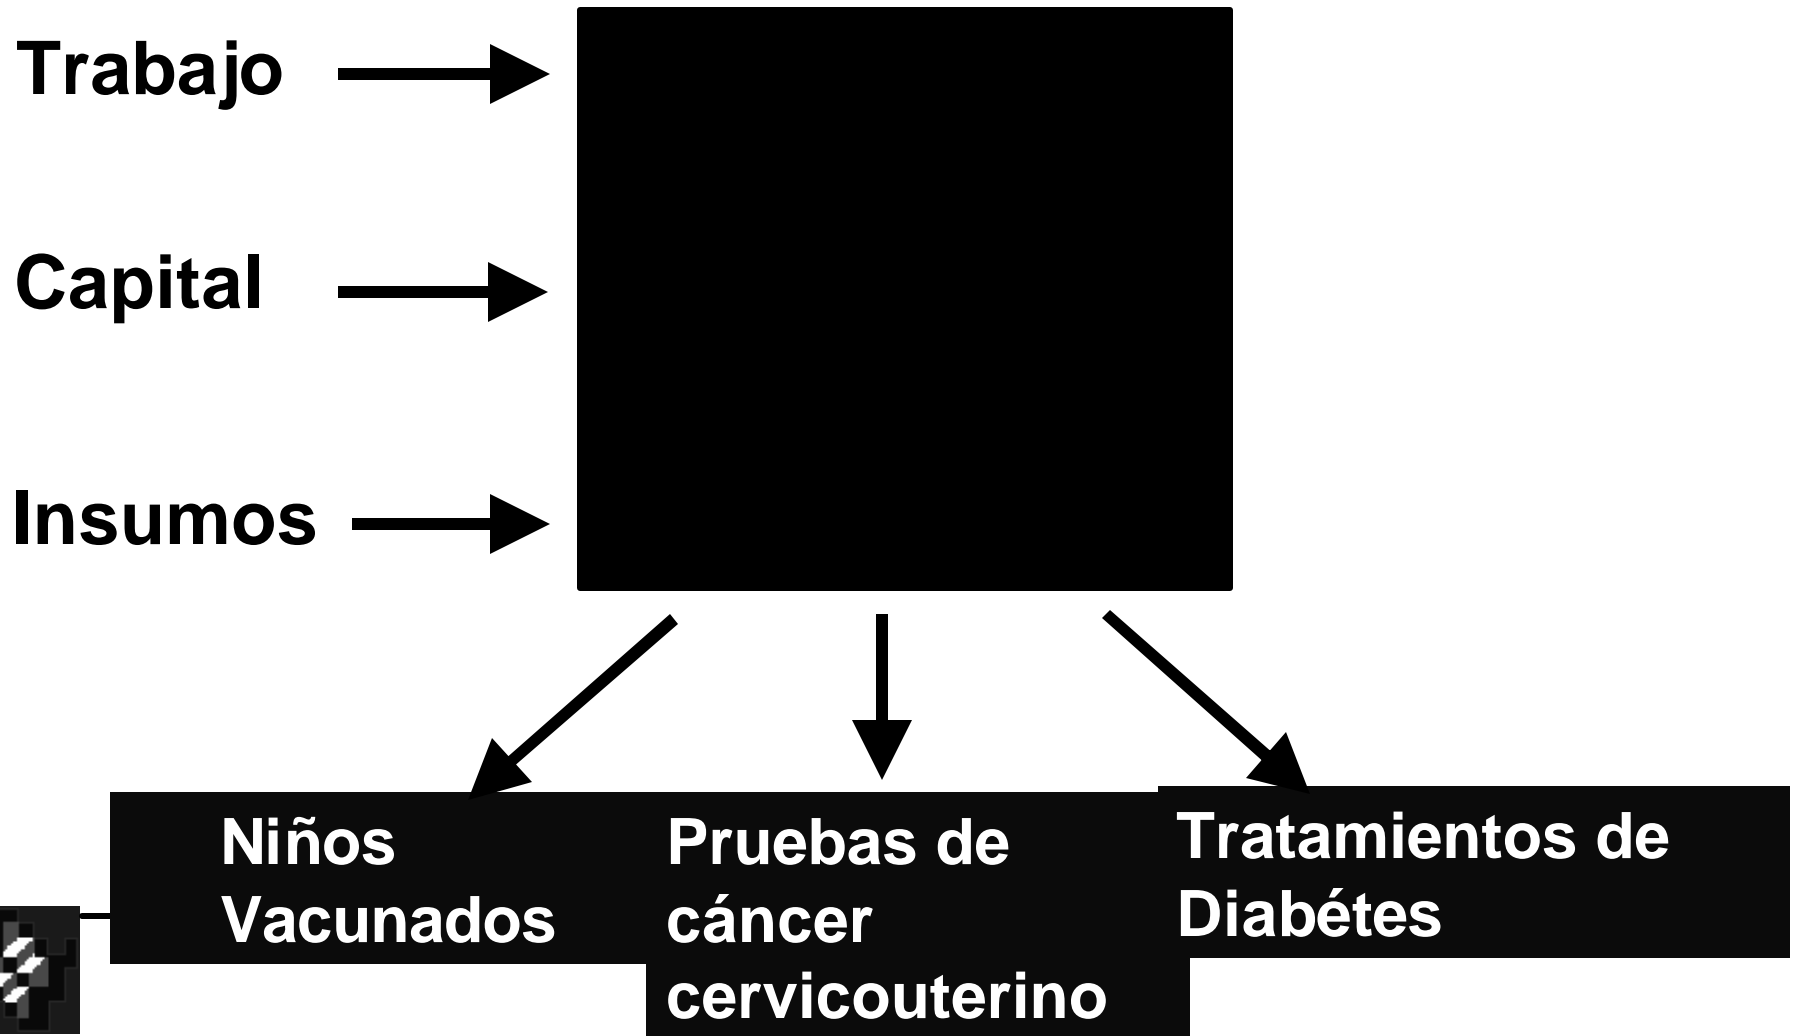 Trabajo
Capital
Insumos
Niños
Vacunados
Pruebas de
cáncer
cervicouterino
Tratamientos de
Diabétes